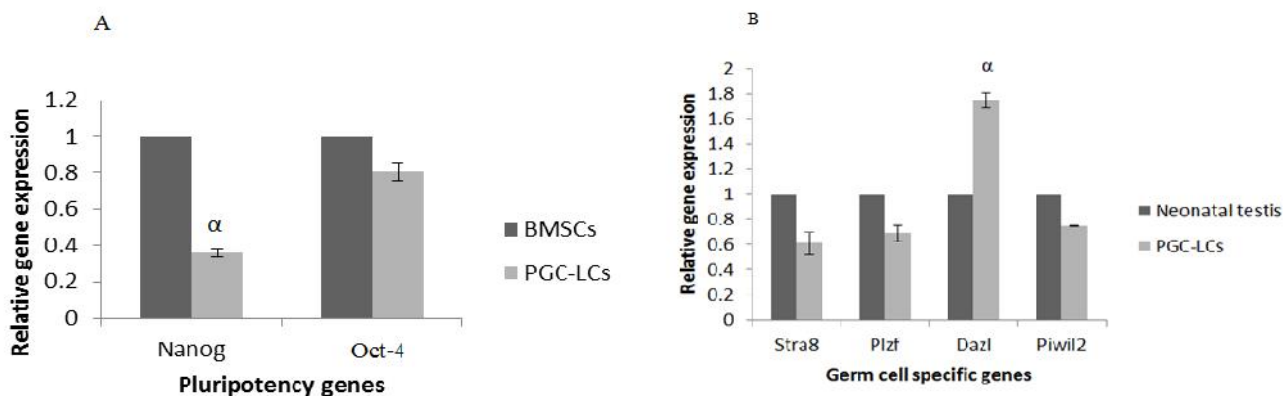 A
Relative gene expression
1.2
1
0.8
0.6
0.4
0.2
0
α
Nanog
Oct-4
Pluripotency genes
BMSCs
PGC-LCs
B
Relative gene expression
2
1.8
1.6
1.4
1.2
1
0.8
0.6
0.4
0.2
0
α
Stra8
Plzf
Dazl
Piwil2
Germ cell specific genes
Neonatal testis
PGC-LCs